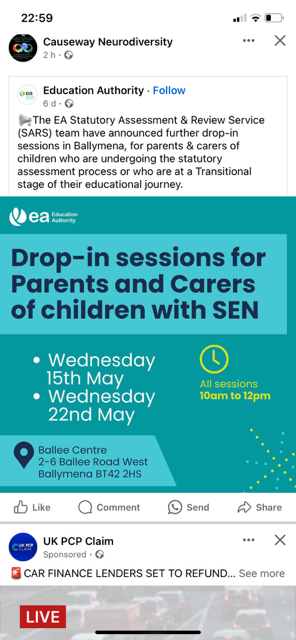 22:59
Causeway Neurodiversity
2 h ·
Education Authority · Follow
6 d ·
The EA Statutory Assessment & Review Service
(SARS) team have announced further drop-in
sessions in Ballymena, for parents & carers of
children who are undergoing the statutory
assessment process or who are at a Transitional
stage of their educational journey.
ea Education
Authority
Drop-in sessions for
Parents and Carers
of children with SEN
• Wednesday
15th May
• Wednesday
22nd May
All sessions
10am to 12pm
Ballee Centre
2-6 Ballee Road West
Ballymena BT42 2HS
Like Comment Send Share
UK PCP Claim
Sponsored ·
CAR FINANCE LENDERS SET TO REFUND... See more
LIVE